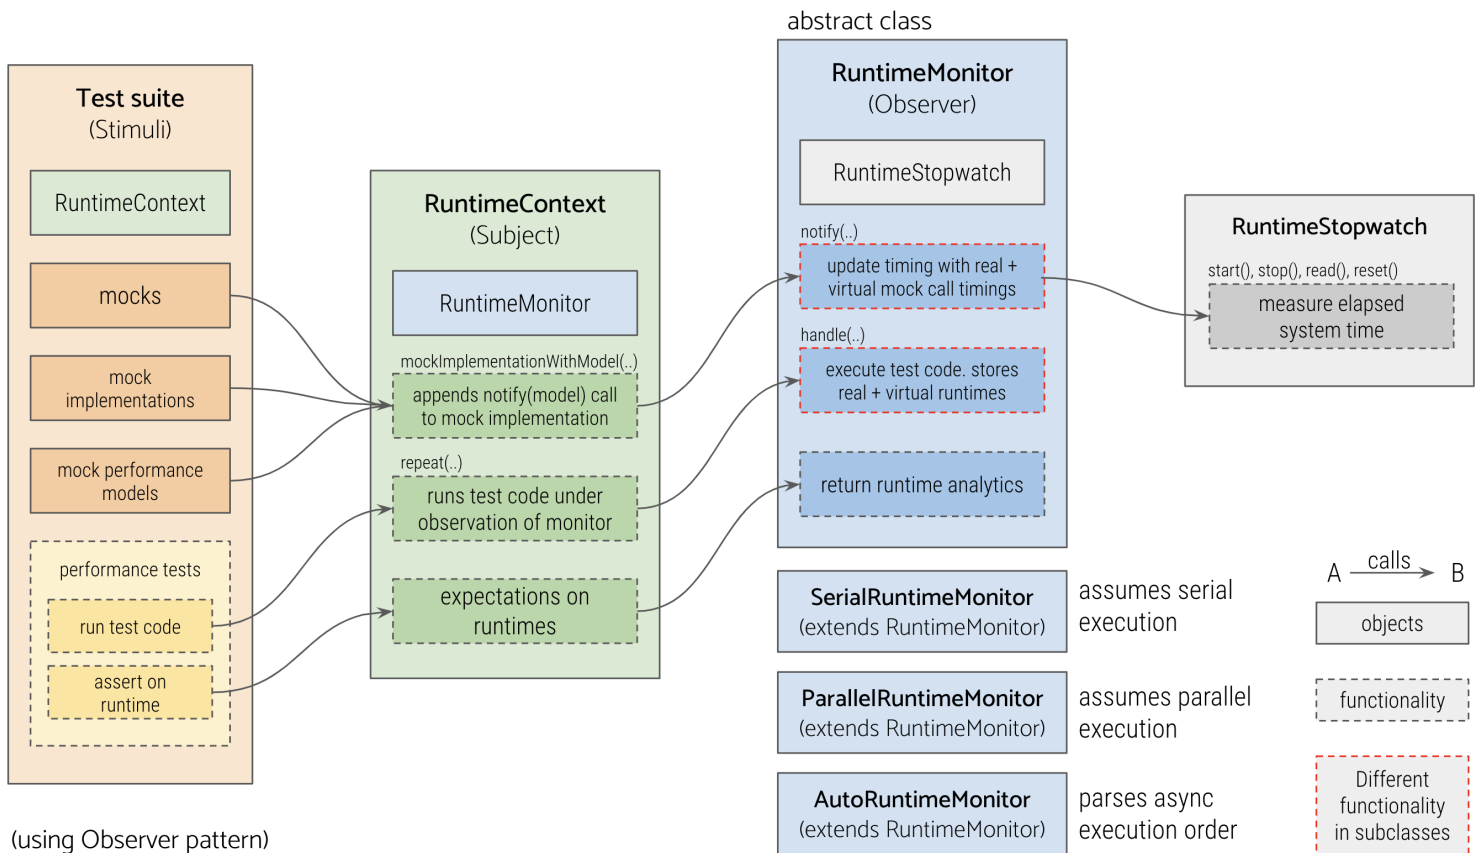 abstract class
Test suite
(Stimuli)
RuntimeContext
mocks
mock
implementations
mock performance
models
performance tests
run test code
assert on
runtime
(using Observer pattern)
RuntimeContext
(Subject)
RuntimeMonitor
mockImplementationWithModel(..)
appends notify(model) call
to mock implementation
repeat(..)
runs test code under
observation of monitor
expectations on
runtimes
RuntimeMonitor
(Observer)
RuntimeStopwatch
notify(..)
update timing with real +
virtual mock call timings
handle(..)
execute test code. stores
real + virtual runtimes
return runtime analytics
SerialRuntimeMonitor
(extends RuntimeMonitor)
assumes serial
execution
ParallelRuntimeMonitor
(extends RuntimeMonitor)
assumes parallel
execution
AutoRuntimeMonitor
(extends RuntimeMonitor)
parses async
execution order
RuntimeStopwatch
start(), stop(), read(), reset()
measure elapsed
system time
A calls B
objects
functionality
Different
functionality
in subclasses